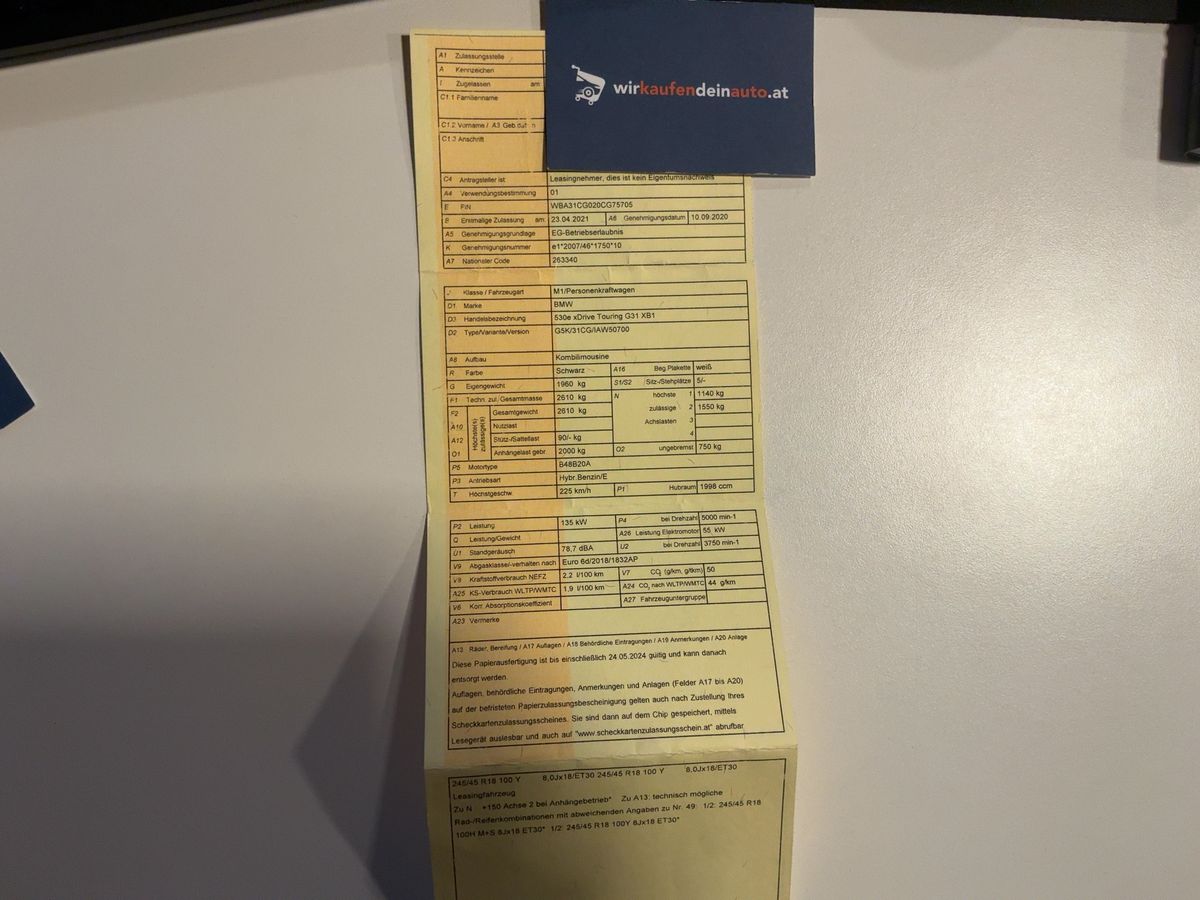 wirkaufendeinauto.at
A1 Zulassungsstelle
A Kennzeichen
I Zugelassen am
C1.1 Familienname
C1.2 Vorname / A3 Geb.datum
C1.3 Anschrift
C4 Antragsteller ist Leasingnehmer, dies ist kein Eigentumsnachweis
A4 Verwendungsbestimmung 01
E FIN WBA31CG020CG75705
B Erstmalige Zulassung am: 23.04.2021 A6 Genehmigungsdatum 10.09.2020
A5 Genehmigungsgrundlage EG-Betriebserlaubnis
K Genehmigungsnummer e1*2007/46*1750*10
A7 Nationaler Code 263340
J Klasse / Fahrzeugart M1/Personenkraftwagen
D1 Marke BMW
D3 Handelsbezeichnung 530e xDrive Touring G31 XB1
D2 Type/Variante/Version G5K/31CG/IAW50700
A8 Aufbau Kombilimousine
R Farbe Schwarz A16 Beg.Plakette weiß
G Eigengewicht 1960 kg S1/S2 Sitz-/Stehplätze 5/-
F1 Techn. zul. Gesamtmasse 2610 kg N höchste 1 1140 kg
F2 Höchste(s) zulässige(s) Gesamtgewicht 2610 kg zulässige 2 1550 kg
A10 Nutzlast Achslasten 3
A12 Stütz-/Sattellast 90/- kg 4
O1 Anhängelast gebr 2000 kg O2 ungebremst 750 kg
P5 Motortype B48B20A
P3 Antriebsart Hybr.Benzin/E
T Höchstgeschw. 225 km/h P1 Hubraum 1998 ccm
P2 Leistung 135 kW P4 bei Drehzahl 5000 min-1
Q Leistung/Gewicht A26 Leistung Elektromotor 55 kW
U1 Standgeräusch 78,7 dBA U2 bei Drehzahl 3750 min-1
V9 Abgasklasse/-verhalten nach Euro 6d/2018/1832AP
V8 Kraftstoffverbrauch NEFZ 2.2 l/100 km V7 CO2 (g/km, g/tkm) 50
A25 KS-Verbrauch WLTP/WMTC 1.9 l/100 km A24 CO2 nach WLTP/WMTC 44 g/km
V6 Korr. Absorptionskoeffizient A27 Fahrzeuguntergruppe
A23 Vermerke
A13 Räder, Bereifung / A17 Auflagen / A18 Behördliche Eintragungen / A19 Anmerkungen / A20 Anlage
Diese Papierausfertigung ist bis einschließlich 24.05.2024 gültig und kann danach
entsorgt werden.
Auflagen, behördliche Eintragungen, Anmerkungen und Anlagen (Felder A17 bis A20)
auf der befristeten Papierzulassungsbescheinigung gelten auch nach Zustellung Ihres
Scheckkartenzulassungsscheines. Sie sind dann auf dem Chip gespeichert, mittels
Lesegerät auslesbar und auch auf "www.scheckkartenzulassungsschein.at" abrufbar.
245/45 R18 100 Y 8,0Jx18/ET30 245/45 R18 100 Y 8.0Jx18/ET30
Leasingfahrzeug
Zu N +150 Achse 2 bei Anhängebetrieb* Zu A13: technisch mögliche
Rad-/Reifenkombinationen mit abweichenden Angaben zu Nr. 49: 1/2: 245/45 R18
100H M+S 8Jx18 ET30* 1/2: 245/45 R18 100Y 8Jx18 ET30*